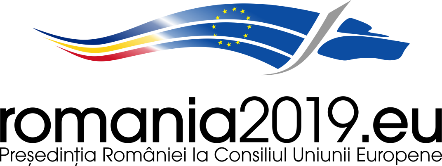 romania2019.eu
Președinția României la Consiliul Uniunii Europene